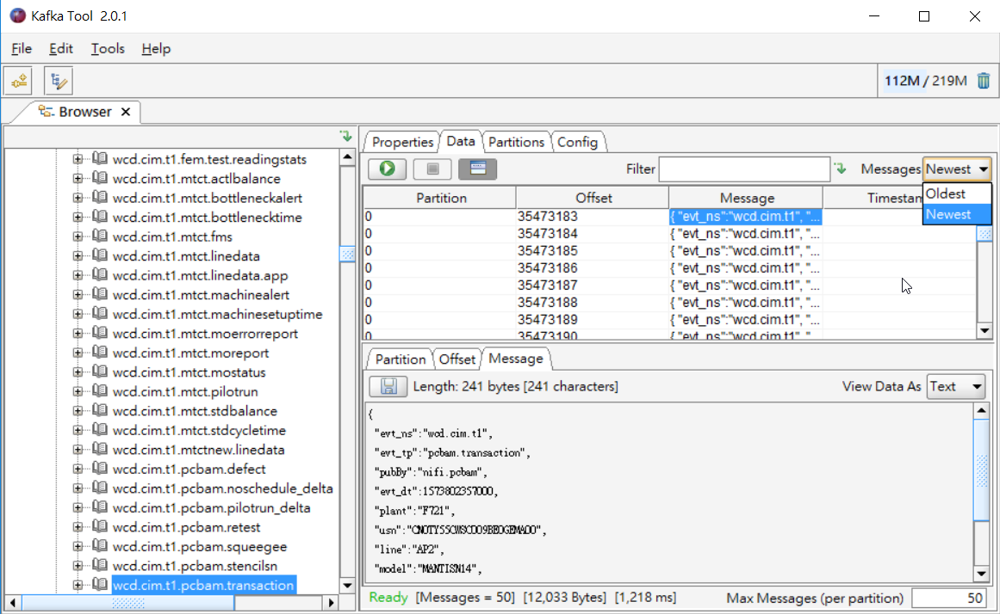 Kafka Tool 2.0.1
File Edit Tools Help
112M / 219M
Browser
wcd.cim.t1.fem.test.readingstats
wcd.cim.t1.mtct.actlbalance
wcd.cim.t1.mtct.bottleneckalert
wcd.cim.t1.mtct.bottlenecktime
wcd.cim.t1.mtct.fms
wcd.cim.t1.mtct.linedata
wcd.cim.t1.mtct.linedata.app
wcd.cim.t1.mtct.machinealert
wcd.cim.t1.mtct.machinesetuptime
wcd.cim.t1.mtct.moerrorreport
wcd.cim.t1.mtct.moreport
wcd.cim.t1.mtct.mostatus
wcd.cim.t1.mtct.pilotrun
wcd.cim.t1.mtct.stdbalance
wcd.cim.t1.mtct.stdcycletime
wcd.cim.t1.mtctnew.linedata
wcd.cim.t1.pcbam.defect
wcd.cim.t1.pcbam.noschedule_delta
wcd.cim.t1.pcbam.pilotrun_delta
wcd.cim.t1.pcbam.retest
wcd.cim.t1.pcbam.squeegee
wcd.cim.t1.pcbam.stencilsn
wcd.cim.t1.pcbam.transaction
Properties Data Partitions Config
Filter Messages Newest
Oldest
Newest
Partition Offset Message Timestam
0 35473183 { "evt_ns":"wcd.cim.t1", "...
0 35473184 { "evt_ns":"wcd.cim.t1", "...
0 35473185 { "evt_ns":"wcd.cim.t1", "...
0 35473186 { "evt_ns":"wcd.cim.t1", "...
0 35473187 { "evt_ns":"wcd.cim.t1", "...
0 35473188 { "evt_ns":"wcd.cim.t1", "...
0 35473189 { "evt_ns":"wcd.cim.t1", "...
0 35473190 { "evt_ns":"wcd.cim.t1", "...
Partition Offset Message
Length: 241 bytes [241 characters] View Data As Text
{
"evt_ns":"wcd.cim.t1",
"evt_tp":"pcbam.transaction",
"pubBy":"nifi.pcbam",
"evt_dt":1573802357000,
"plant":"F721",
"line":"AP2",
"model":"MANTISN14",
Ready [Messages = 50] [12,033 Bytes] [1,218 ms] Max Messages (per partition) 50